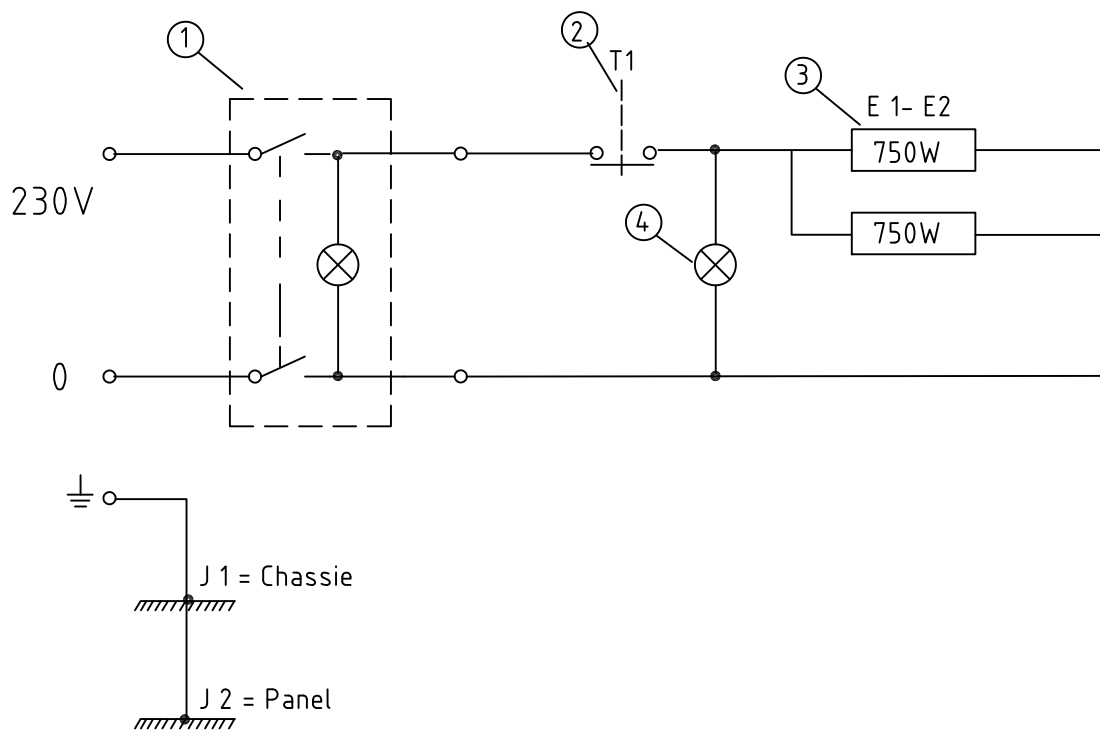 1
2
T1
3
E 1- E2
750W
230V
4
750W
0
J 1 = Chassie
J 2 = Panel